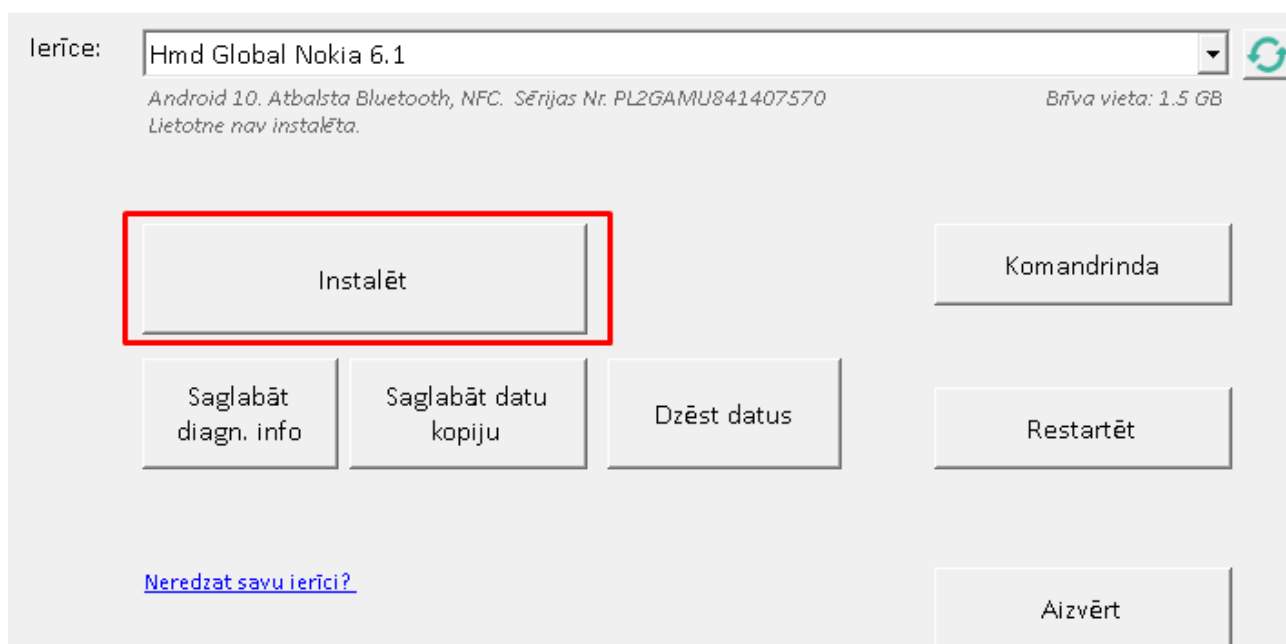 Ierīce:
Hmd Global Nokia 6.1
Android 10. Atbalsta Bluetooth, NFC. Sērijas Nr. PL2GAMU841407570
Brīva vieta: 1.5 GB
Lietotne nav instalēta.
Instalēt
Komandrinda
Saglabāt
diagn. info
Saglabāt datu
kopiju
Dzēst datus
Restartēt
Neredzat savu ierīci?
Aizvērt